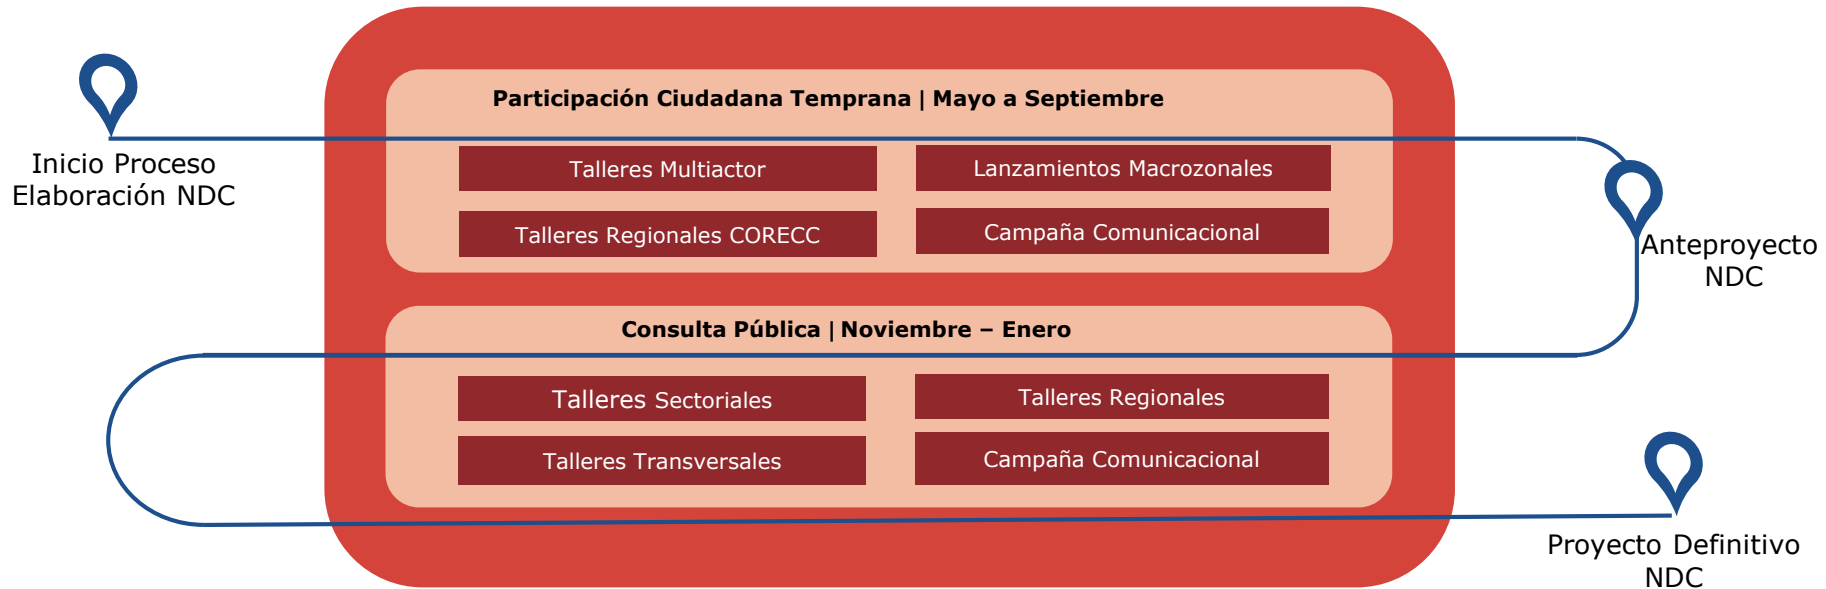 Participación Ciudadana Temprana | Mayo a Septiembre
Inicio Proceso
Elaboración NDC
Talleres Multiactor
Lanzamientos Macrozonales
Talleres Regionales CORECC
Campaña Comunicacional
Anteproyecto
NDC
Consulta Pública | Noviembre – Enero
Talleres Sectoriales
Talleres Regionales
Talleres Transversales
Campaña Comunicacional
Proyecto Definitivo
NDC